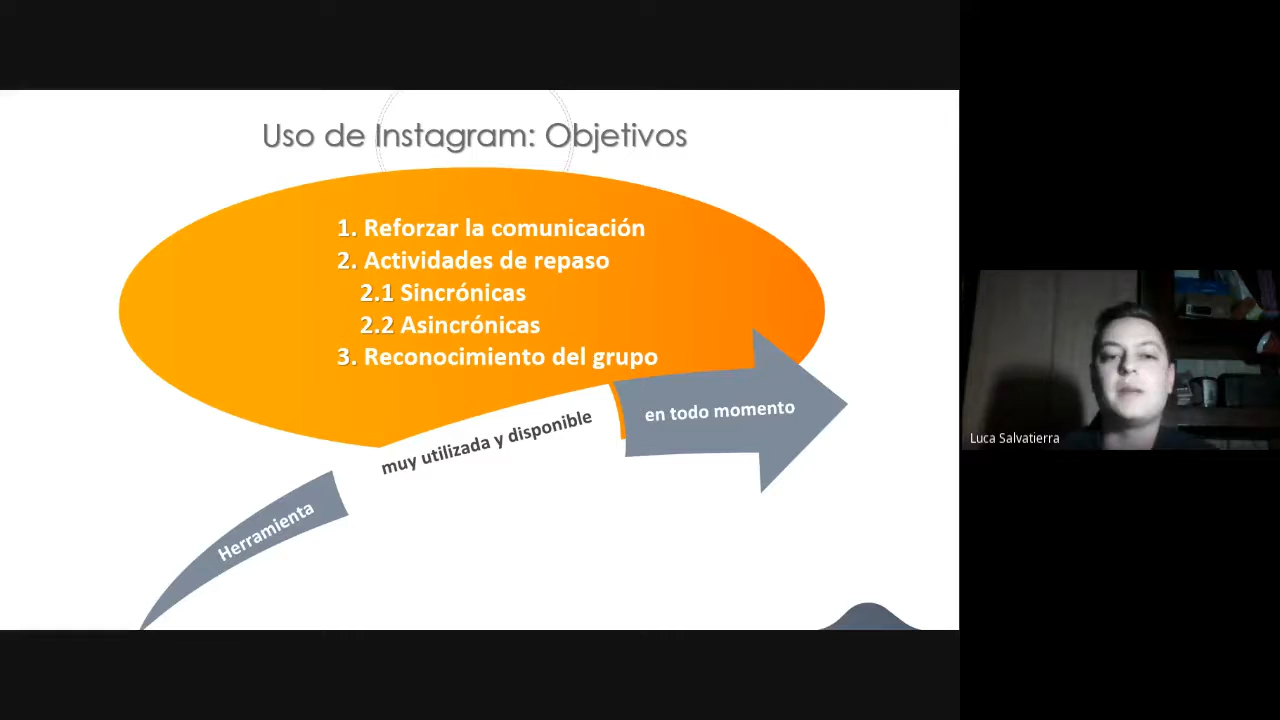 Uso de Instagram: Objetivos
1. Reforzar la comunicación
2. Actividades de repaso
2.1 Sincrónicas
2.2 Asincrónicas
3. Reconocimiento del grupo
Herramienta
muy utilizada y disponible
en todo momento
Luca Salvatierra